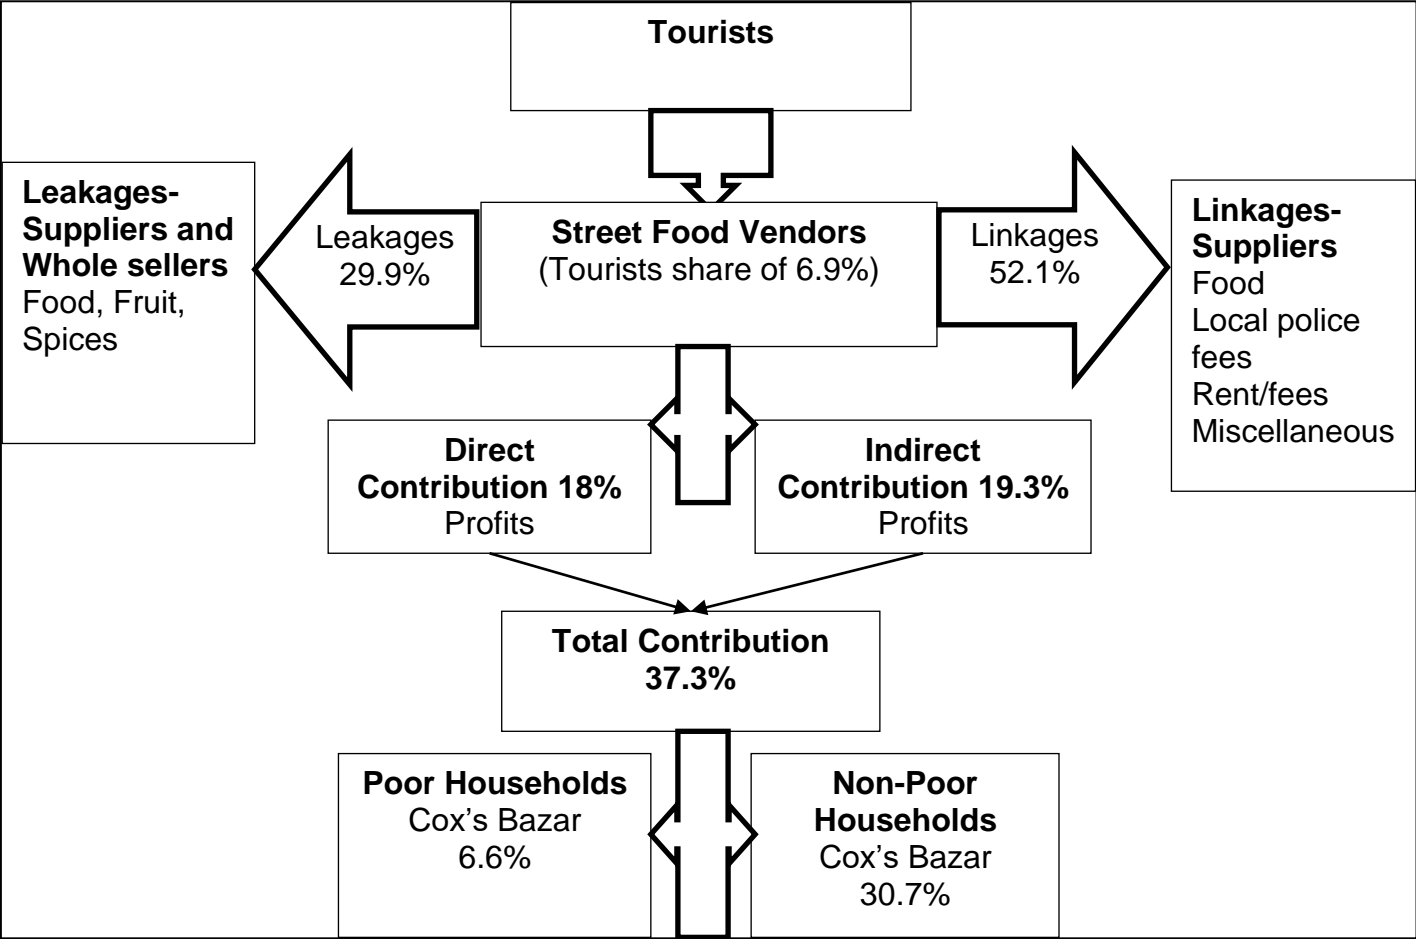 Tourists
Leakages-
Suppliers and
Whole sellers
Food, Fruit,
Spices
Leakages
29.9%
Street Food Vendors
(Tourists share of 6.9%)
Linkages
52.1%
Linkages-
Suppliers
Food
Local police
fees
Rent/fees
Miscellaneous
Direct
Contribution 18%
Profits
Indirect
Contribution 19.3%
Profits
Total Contribution
37.3%
Poor Households
Cox’s Bazar
6.6%
Non-Poor
Households
Cox’s Bazar
30.7%